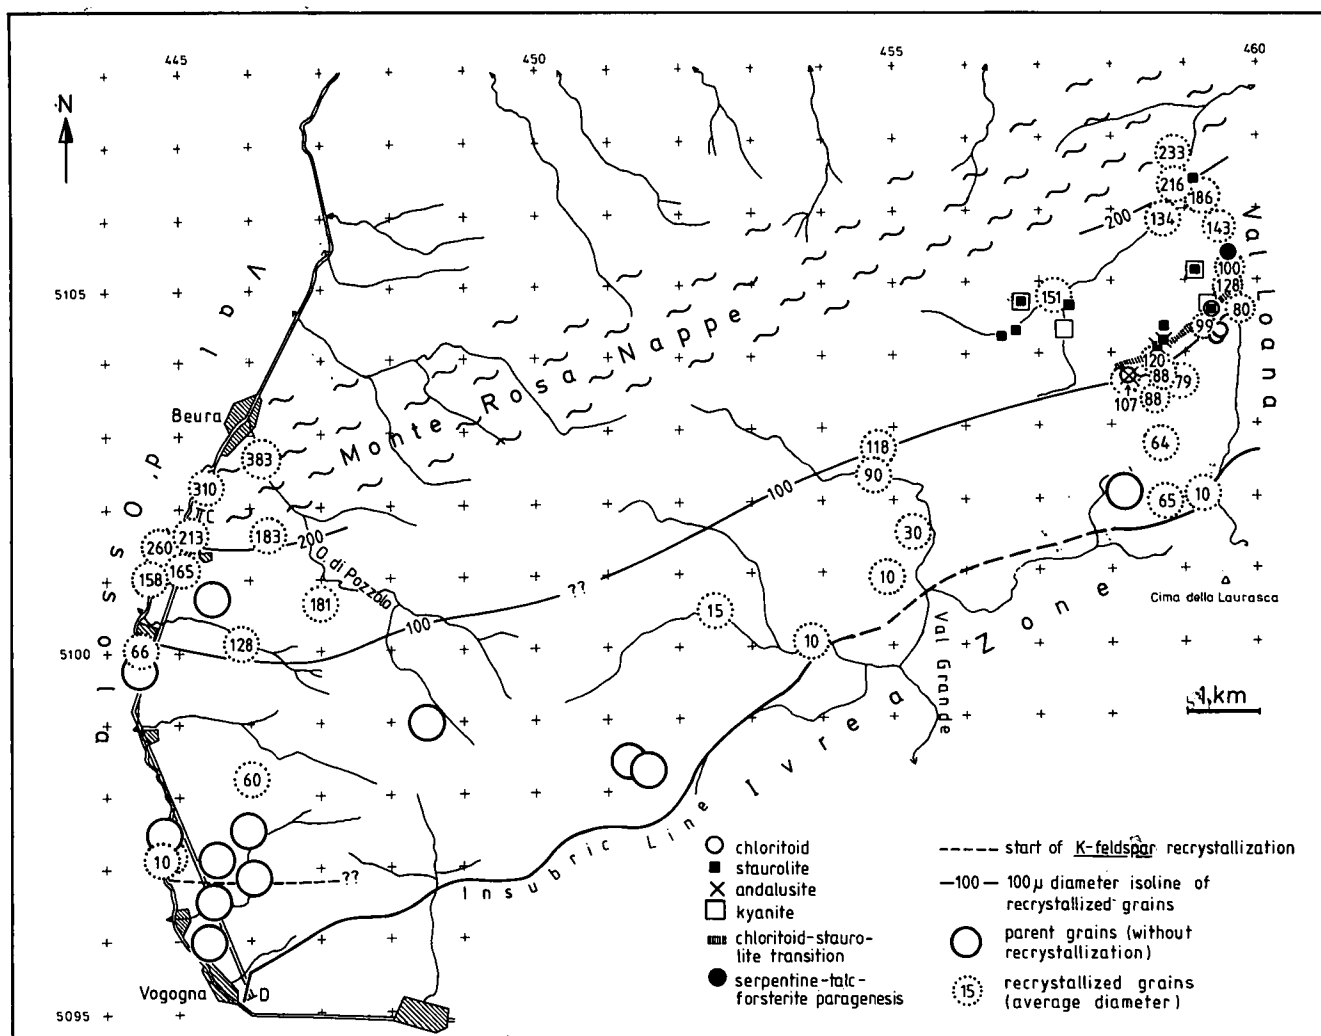 445
450
455
460
N
233
216
186
200
134
143
Val Loana
100
128
80
151
99
5105
Val d'Ossola
Monte Rosa Nappe
20
88
79
88
107
Beura
118
64
383
90
100
310
65
10
C
213
183
30
260
200
165
O. di Pozzolo
158
10
??
181
15
Cima della Laurasca
100
128
10
5100
66
Val Grande
Ivrea Zone
1 km
60
10
??
Insubric Line
Vogogna
D
5095
chloritoid
staurolite
andalusite
kyanite
chloritoid-stauro-
lite transition
serpentine-talc-
forsterite paragenesis
start of K-feldspar recrystallization
—100— 100µ diameter isoline of
recrystallized grains
parent grains (without
recrystallization)
15 recrystallized grains
(average diameter)